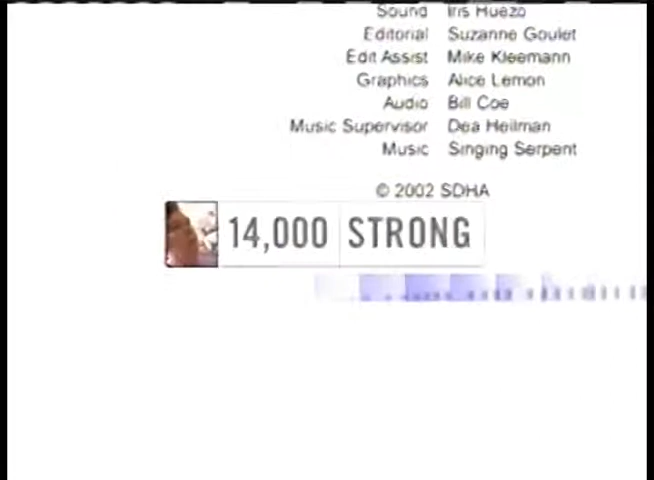 Sound Iris Huezo
Editorial Suzanne Goulet
Edit Assist Mike Kleemann
Graphics Alice Lemon
Audio Bill Coe
Music Supervisor Dea Heilman
Music Singing Serpent
© 2002 SDHA
14,000 STRONG